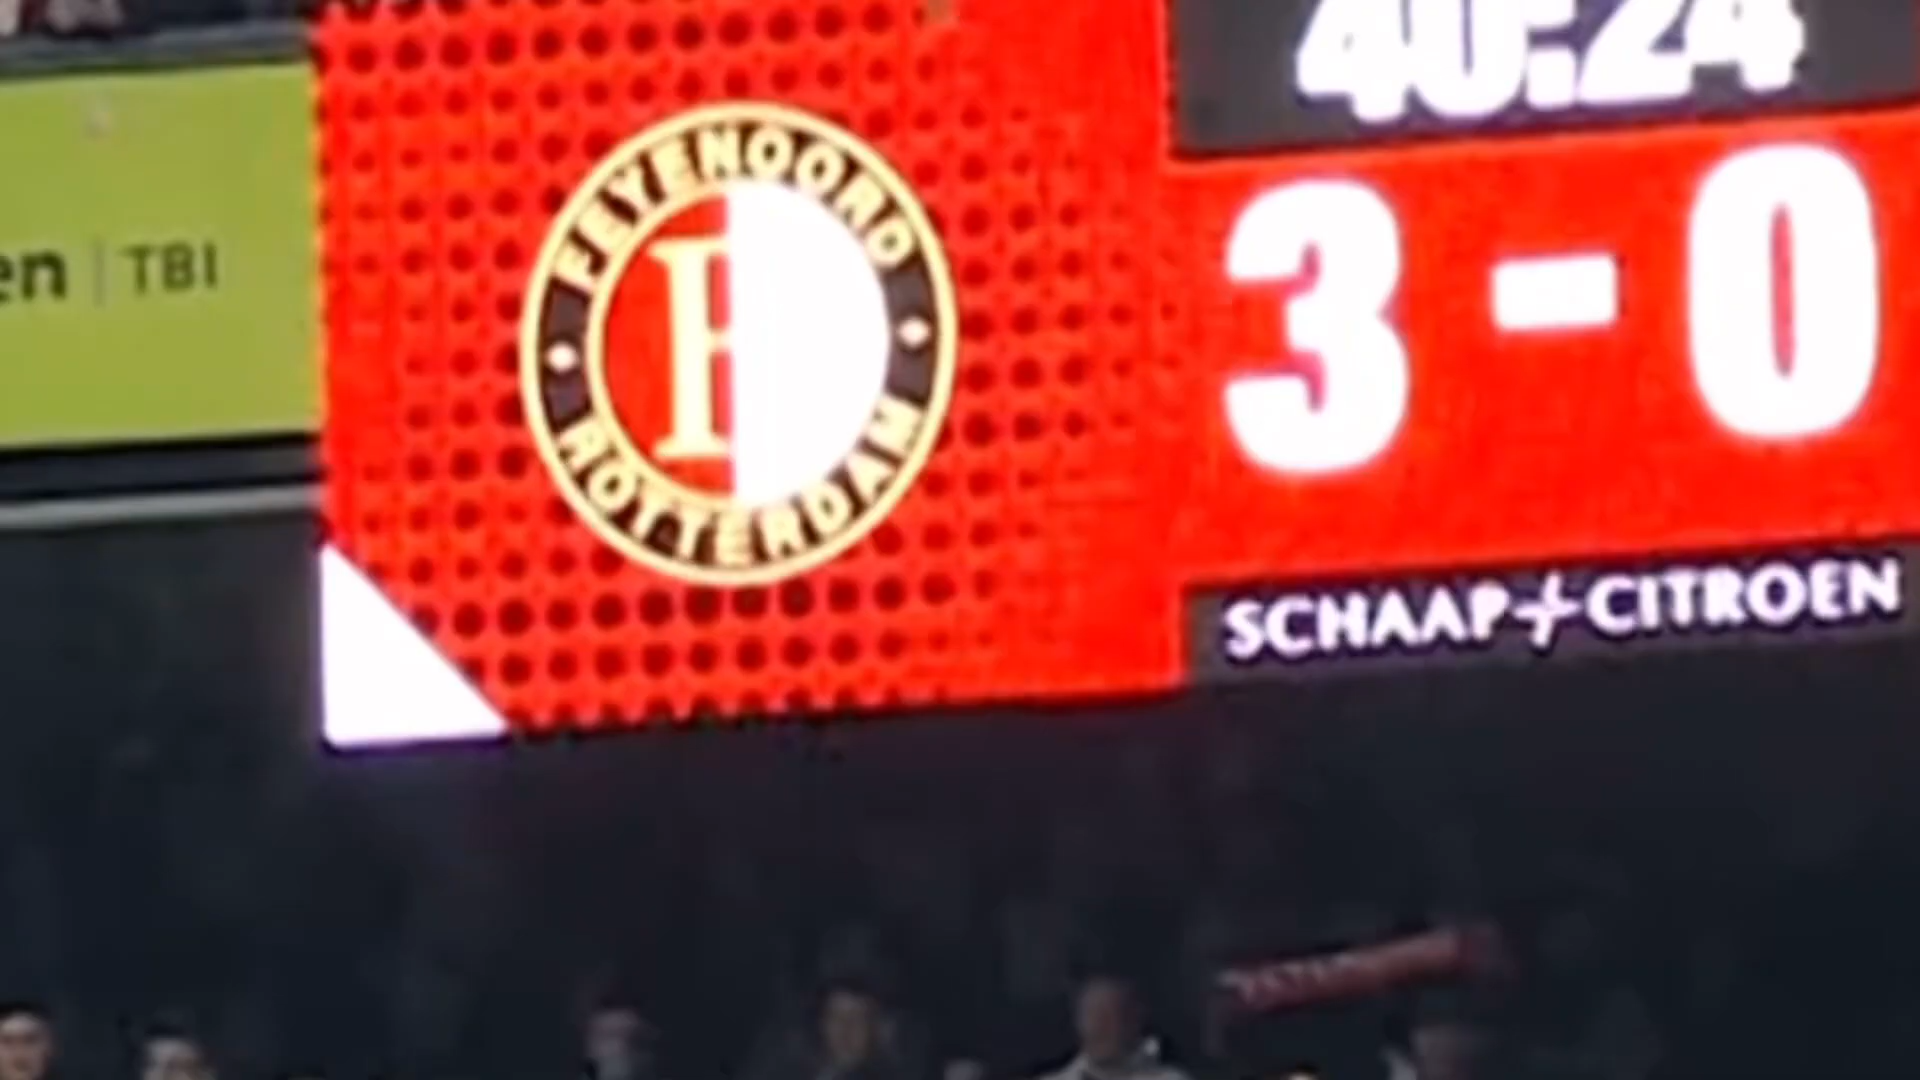 40:24
FEYENOORD
F
ROTTERDAM
3 - 0
en | TBI
SCHAAP+CITROEN